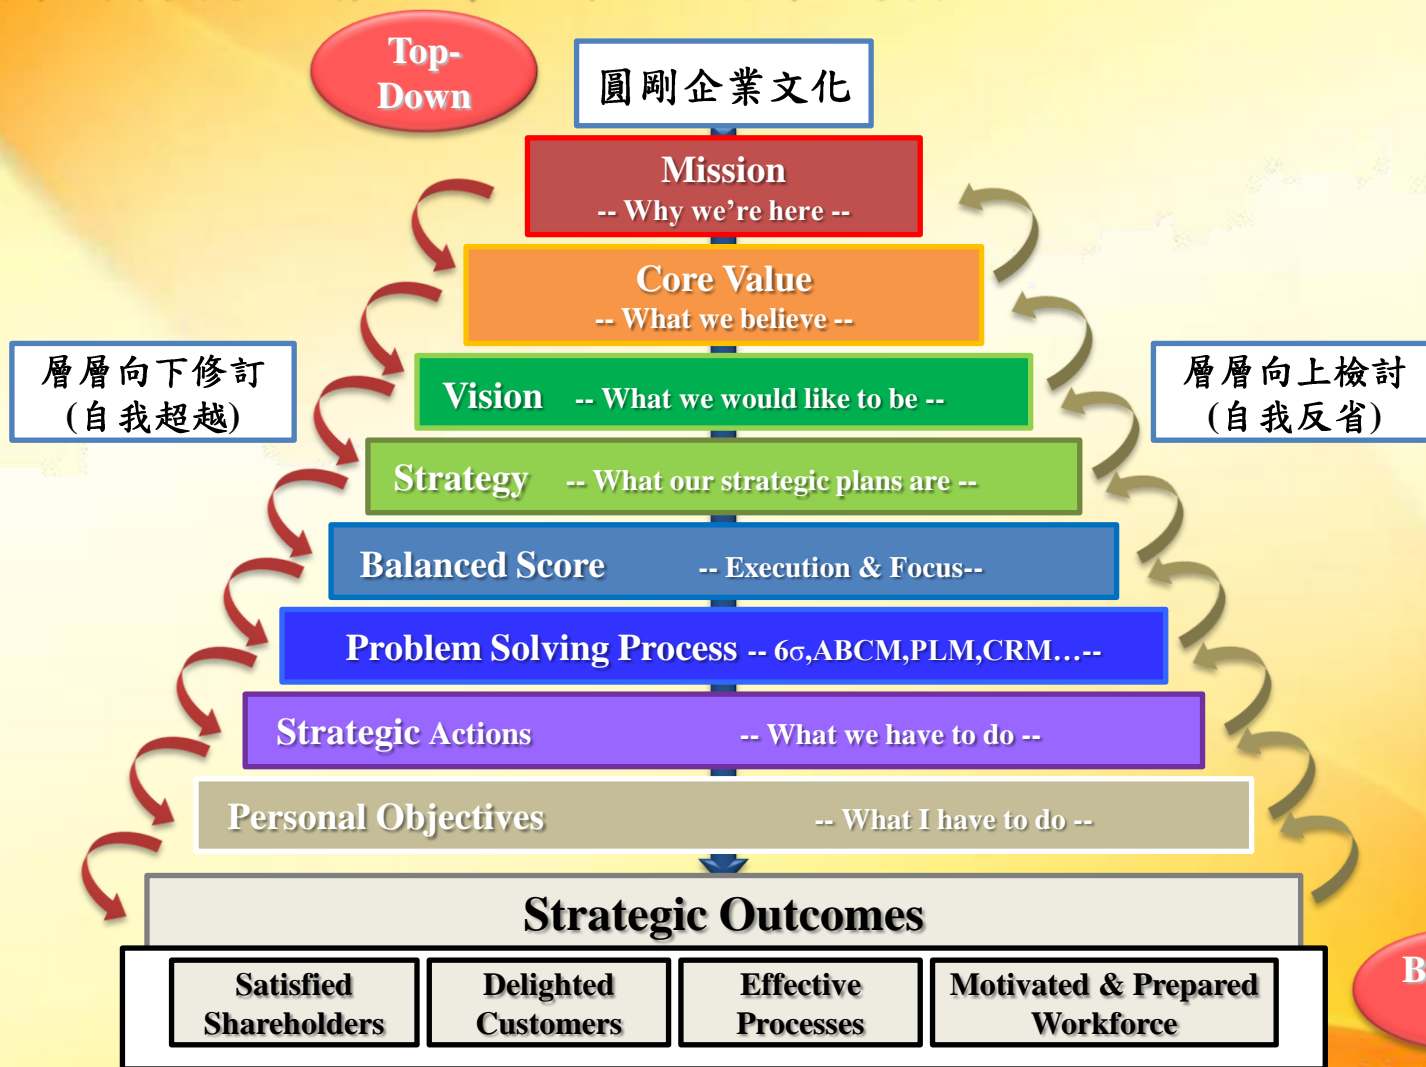 Top-
Down
圓剛企業文化
Mission
-- Why we’re here --
Core Value
-- What we believe --
層層向下修訂
(自我超越)
Vision -- What we would like to be --
層層向上檢討
(自我反省)
Strategy -- What our strategic plans are --
Balanced Score -- Execution & Focus--
Problem Solving Process -- 6σ,ABCM,PLM,CRM…--
Strategic Actions -- What we have to do --
Personal Objectives -- What I have to do --
Strategic Outcomes
Satisfied
Shareholders
Delighted
Customers
Effective
Processes
Motivated & Prepared
Workforce